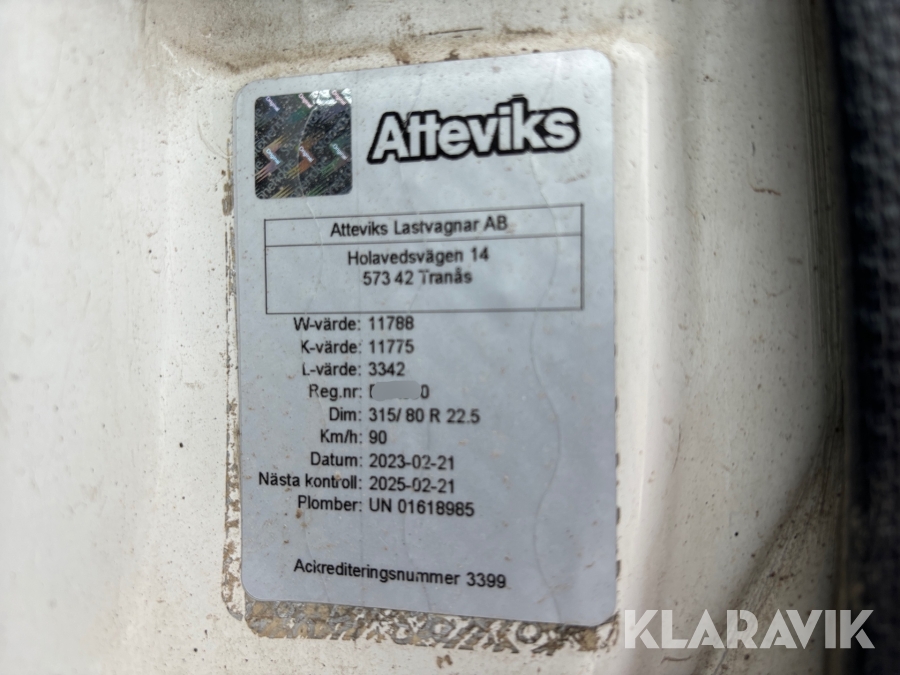 Atteviks
Atteviks Lastvagnar AB
Holavedsvägen 14
573 42 Tranås
W-värde: 11788
K-värde: 11775
L-värde: 3342
Reg.nr:
Dim: 315/ 80 R 22.5
Km/h: 90
Datum: 2023-02-21
Nästa kontroll: 2025-02-21
Plomber: UN 01618985
Ackrediteringsnummer 3399
KLARAVIK